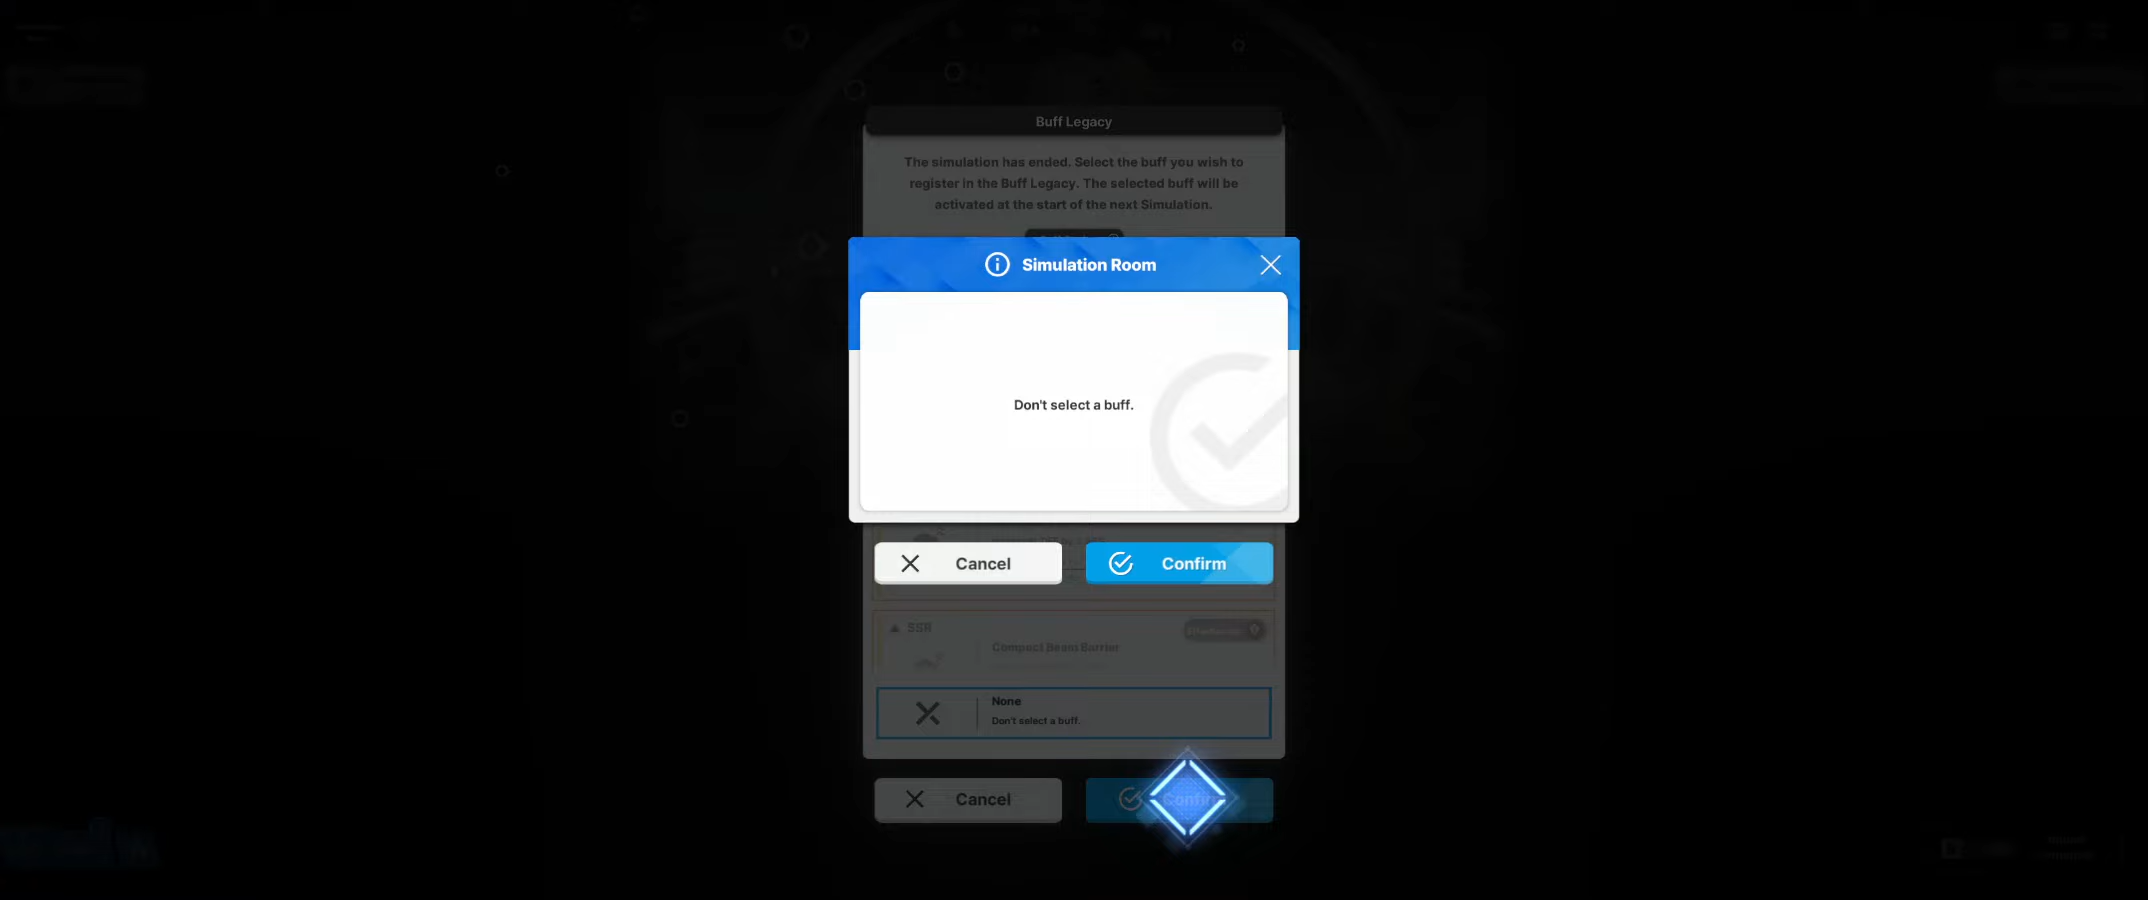 Buff Legacy
The simulation has ended. Select the buff you wish to
register in the Buff Legacy. The selected buff will be
activated at the start of the next Simulation.
Simulation Room
Don't select a buff.
Cancel
Confirm
SSR
Compact Beam Barrier
None
Don't select a buff.
Cancel
Confirm